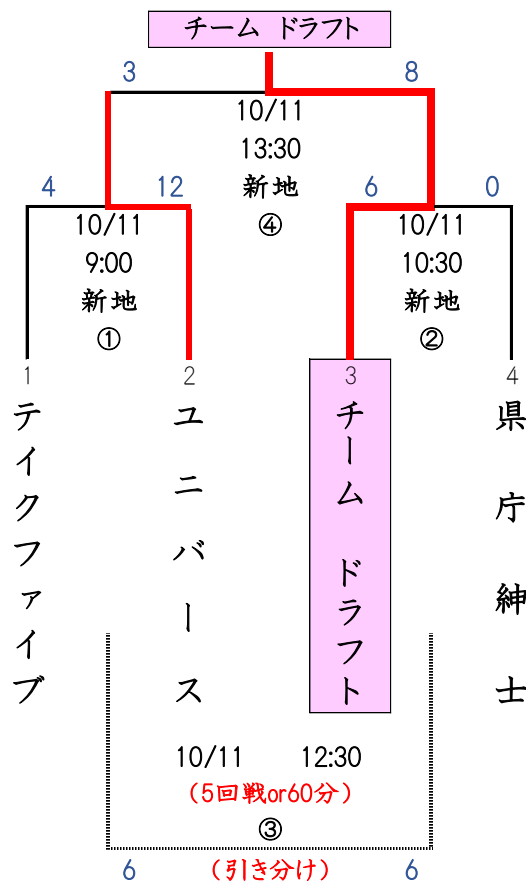 チーム ドラフト
3 8
10/11
13:30
新地
④
4 12 6 0
10/11 10/11
9:00 10:30
新地 新地
① ②
1 2 3 4
テイクファイブ
ユニバース
チーム ドラフト
県庁紳士
10/11 12:30
(5回戦or60分)
③
6 (引き分け) 6